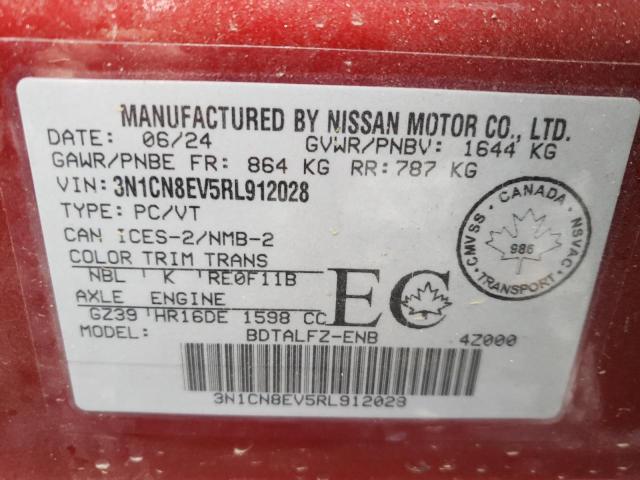 MANUFACTURED BY NISSAN MOTOR CO., LTD.
DATE: 06/24 GVWR/PNBV: 1644 KG
GAWR/PNBE FR: 864 KG RR: 787 KG
VIN: 3N1CN8EV5RL912028
TYPE: PC/VT
CAN ICES-2/NMB-2
COLOR TRIM TRANS
NBL K RE0F11B
AXLE ENGINE
GZ39 HR16DE 1598 CC
EC
MODEL: BDTALFZ-ENB 4Z000
3N1CN8EV5RL912028
CANADA
CMVSS
NSVAC
986
TRANSPORT